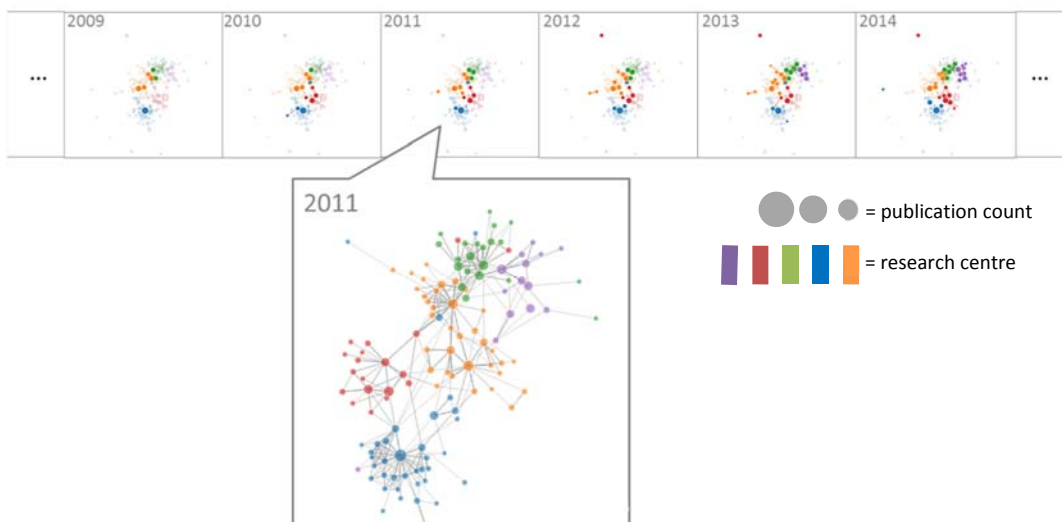 2009 2010 2011 2012 2013 2014
... ...
2011
= publication count
= research centre